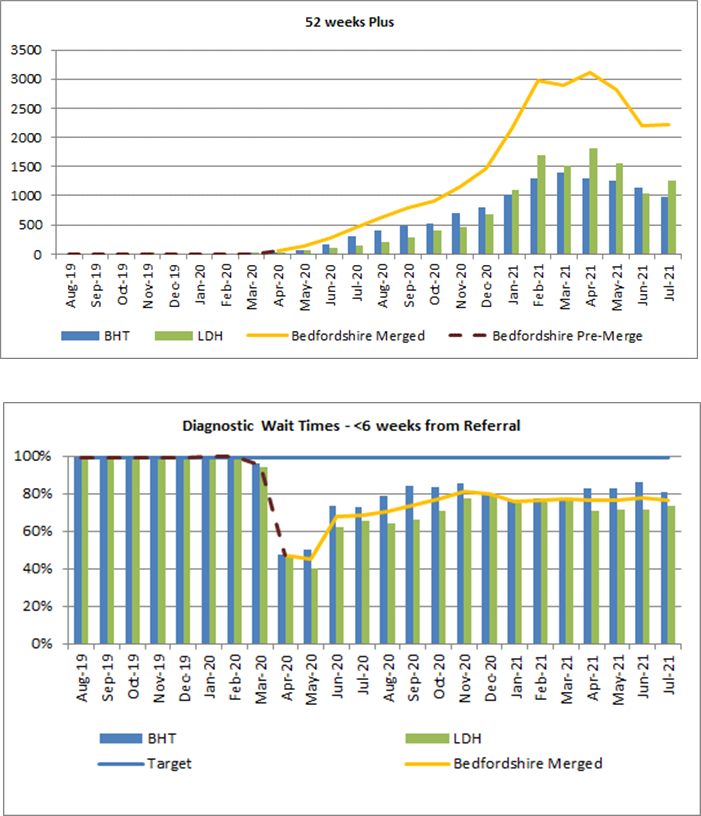 52 weeks Plus
3500
3000
2500
2000
1500
1000
500
0
Aug-19 Sep-19 Oct-19 Nov-19 Dec-19 Jan-20 Feb-20 Mar-20 Apr-20 May-20 Jun-20 Jul-20 Aug-20 Sep-20 Oct-20 Nov-20 Dec-20 Jan-21 Feb-21 Mar-21 Apr-21 May-21 Jun-21 Jul-21
BHT LDH Bedfordshire Merged Bedfordshire Pre-Merge
Diagnostic Wait Times - <6 weeks from Referral
100%
80%
60%
40%
20%
0%
Aug-19 Sep-19 Oct-19 Nov-19 Dec-19 Jan-20 Feb-20 Mar-20 Apr-20 May-20 Jun-20 Jul-20 Aug-20 Sep-20 Oct-20 Nov-20 Dec-20 Jan-21 Feb-21 Mar-21 Apr-21 May-21 Jun-21 Jul-21
BHT LDH
Target Bedfordshire Merged